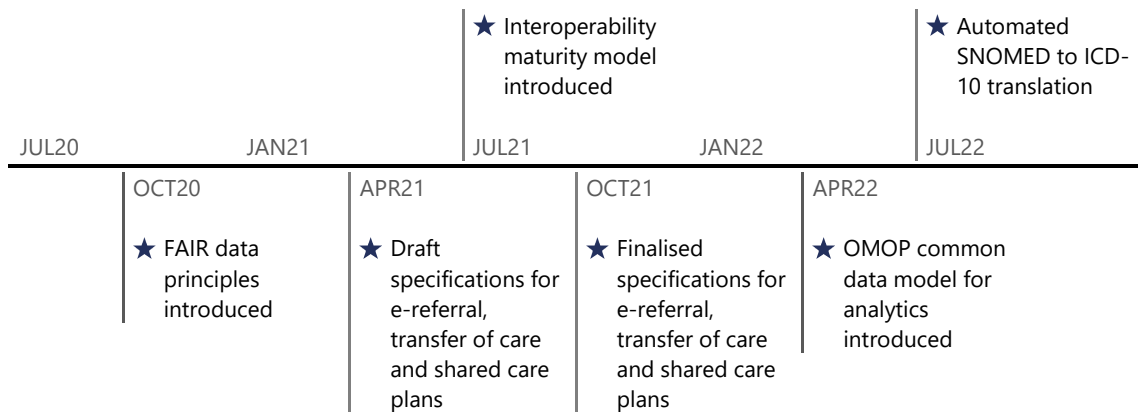 Interoperability
maturity model
introduced
Automated
SNOMED to ICD-
10 translation
JUL20
JAN21
JUL21
JAN22
JUL22
OCT20
APR21
OCT21
APR22
FAIR data
principles
introduced
Draft
specifications for
e-referral,
transfer of care
and shared care
plans
Finalised
specifications for
e-referral,
transfer of care
and shared care
plans
OMOP common
data model for
analytics
introduced